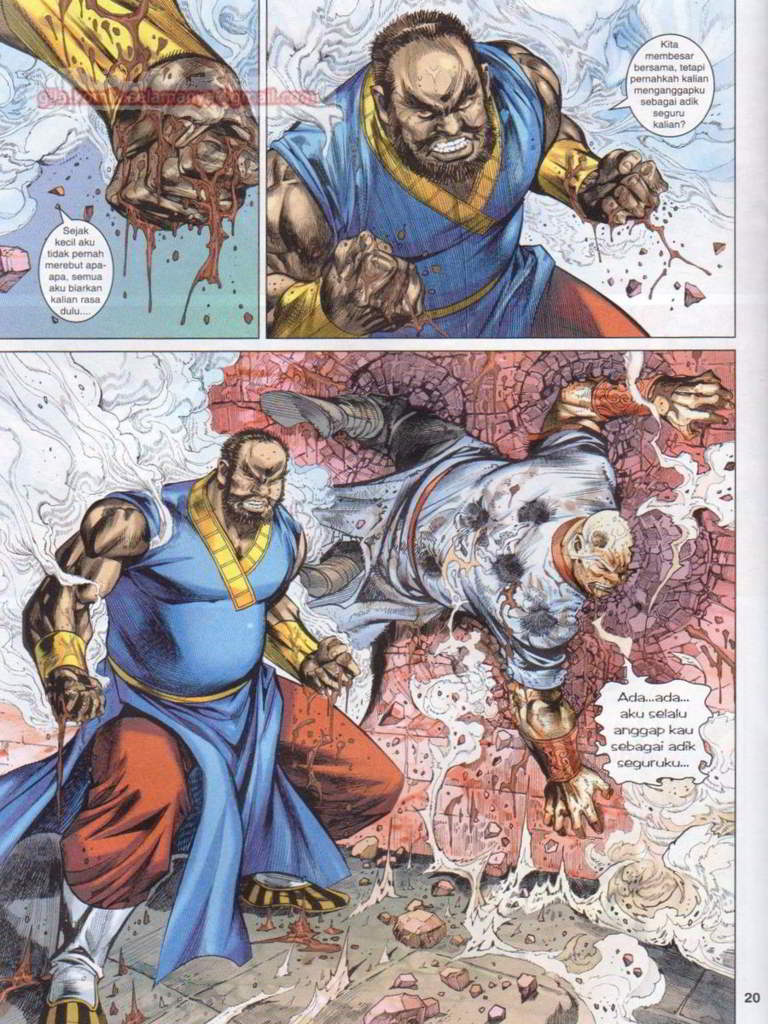 Sejak
kecil aku
tidak pernah
merebut apa-
apa, semua
aku biarkan
kalian rasa
dulu....
Kita
membesar
bersama, tetapi
pernahkah kalian
menganggapku
sebagai adik
seguru
kalian?
Ada...ada...
aku selalu
anggap kau
sebagai adik
seguruku...
20